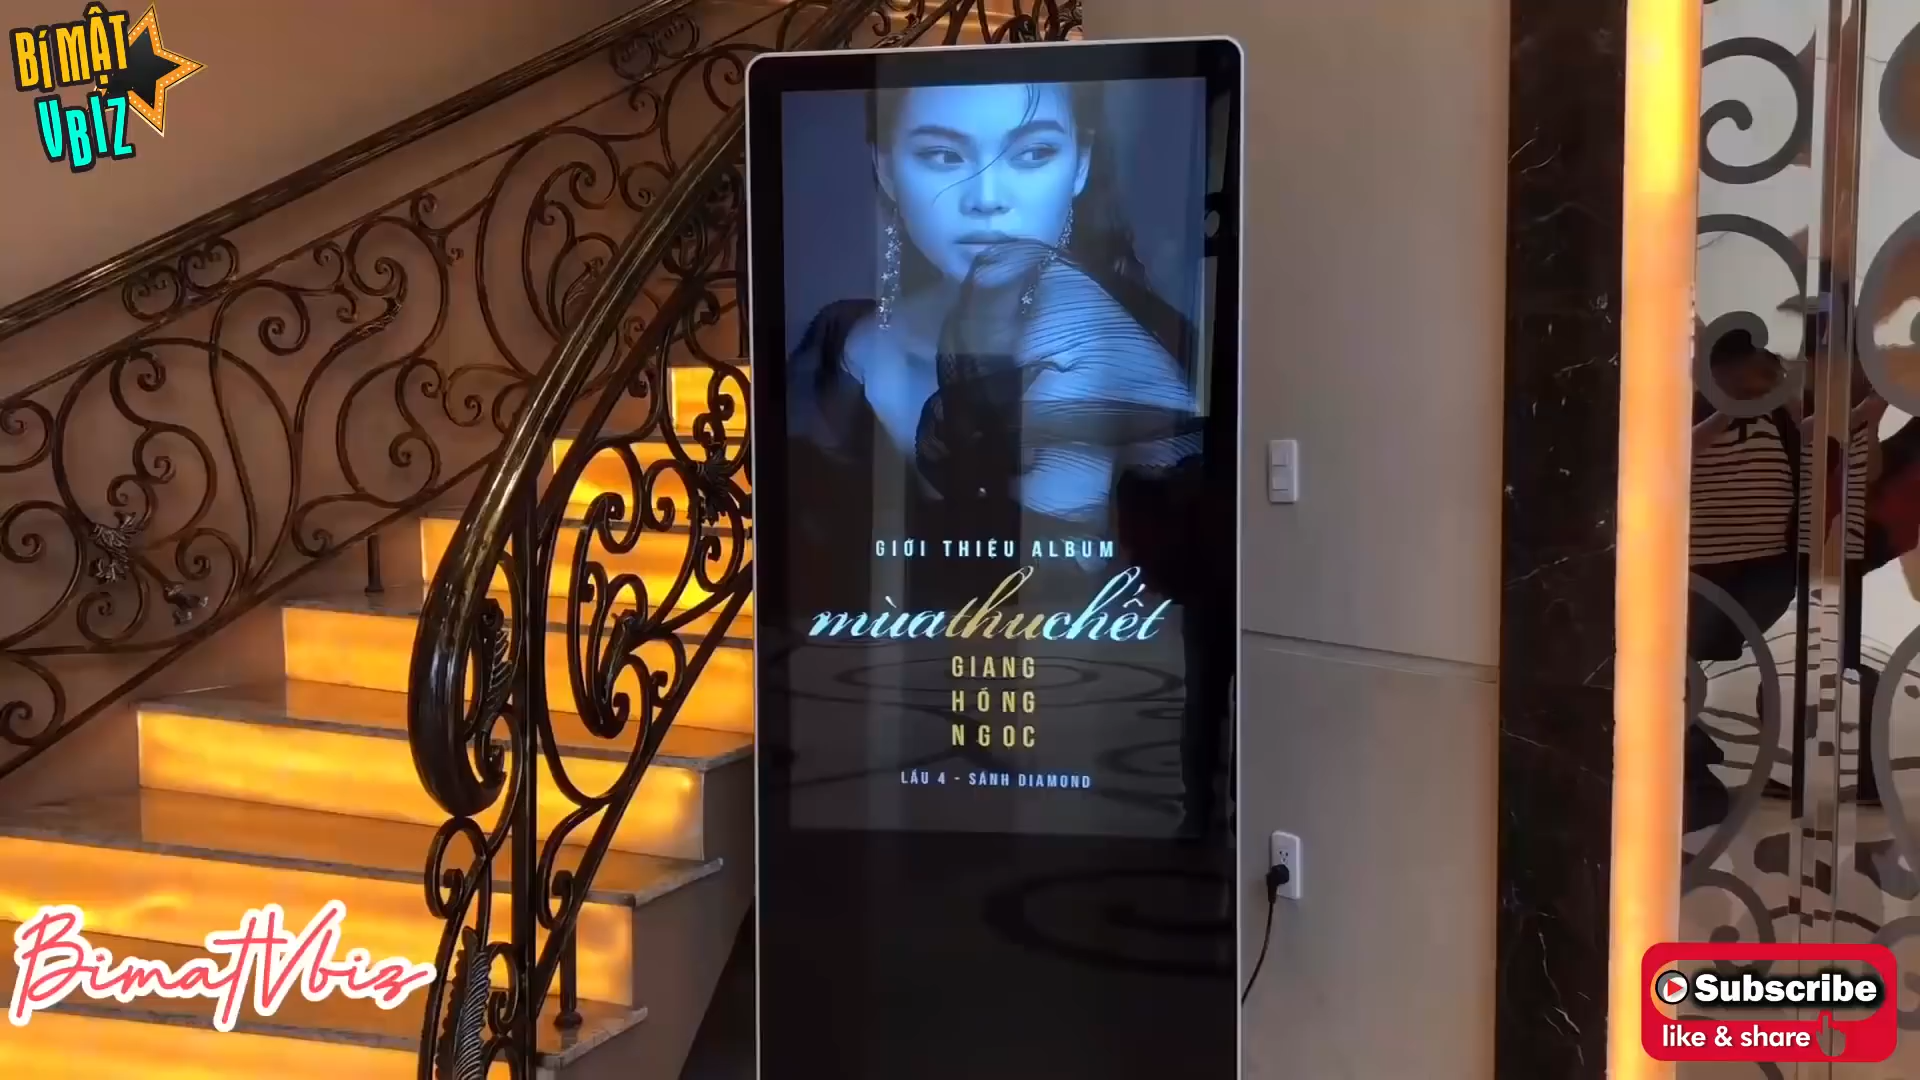 BÍ MẬT
VBIZ
GIỚI THIỆU ALBUM
mùathuchết
GIANG
HỒNG
NGỌC
LẦU 4 - SẢNH DIAMOND
BimatVbiz
Subscribe
like & share